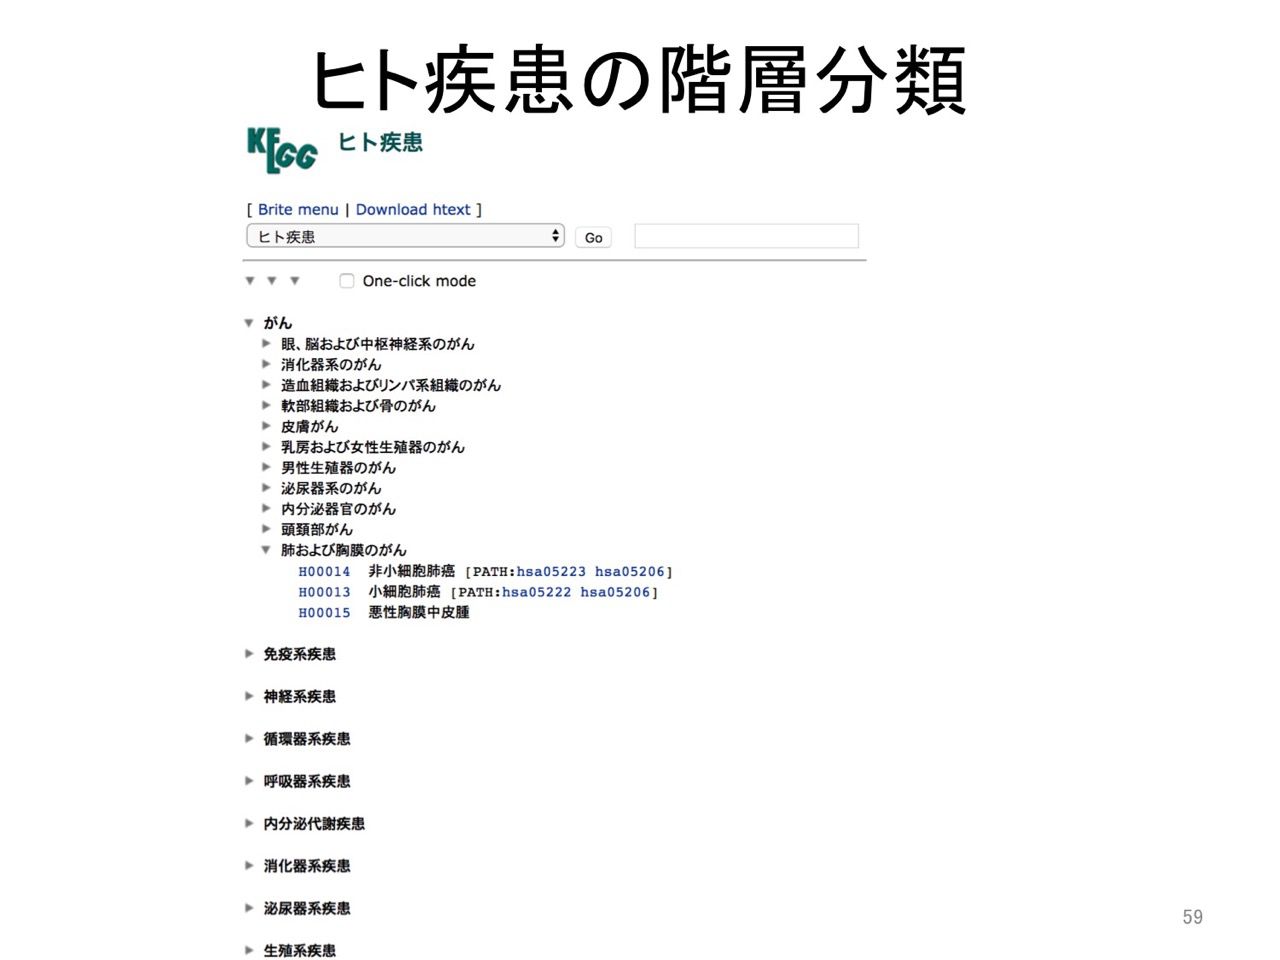 ヒト疾患の階層分類
KEGG ヒト疾患
[ Brite menu | Download htext ]
ヒト疾患 Go
▼ ▼ ▼ One-click mode
▼ がん
▶ 眼、脳および中枢神経系のがん
▶ 消化器系のがん
▶ 造血組織およびリンパ系組織のがん
▶ 軟部組織および骨のがん
▶ 皮膚がん
▶ 乳房および女性生殖器のがん
▶ 男性生殖器のがん
▶ 泌尿器系のがん
▶ 内分泌器官のがん
▶ 頭頚部がん
▼ 肺および胸膜のがん
H00014 非小細胞肺癌 [PATH:hsa05223 hsa05206]
H00013 小細胞肺癌 [PATH:hsa05222 hsa05206]
H00015 悪性胸膜中皮腫
▶ 免疫系疾患
▶ 神経系疾患
▶ 循環器系疾患
▶ 呼吸器系疾患
▶ 内分泌代謝疾患
▶ 消化器系疾患
▶ 泌尿器系疾患
▶ 生殖系疾患
59